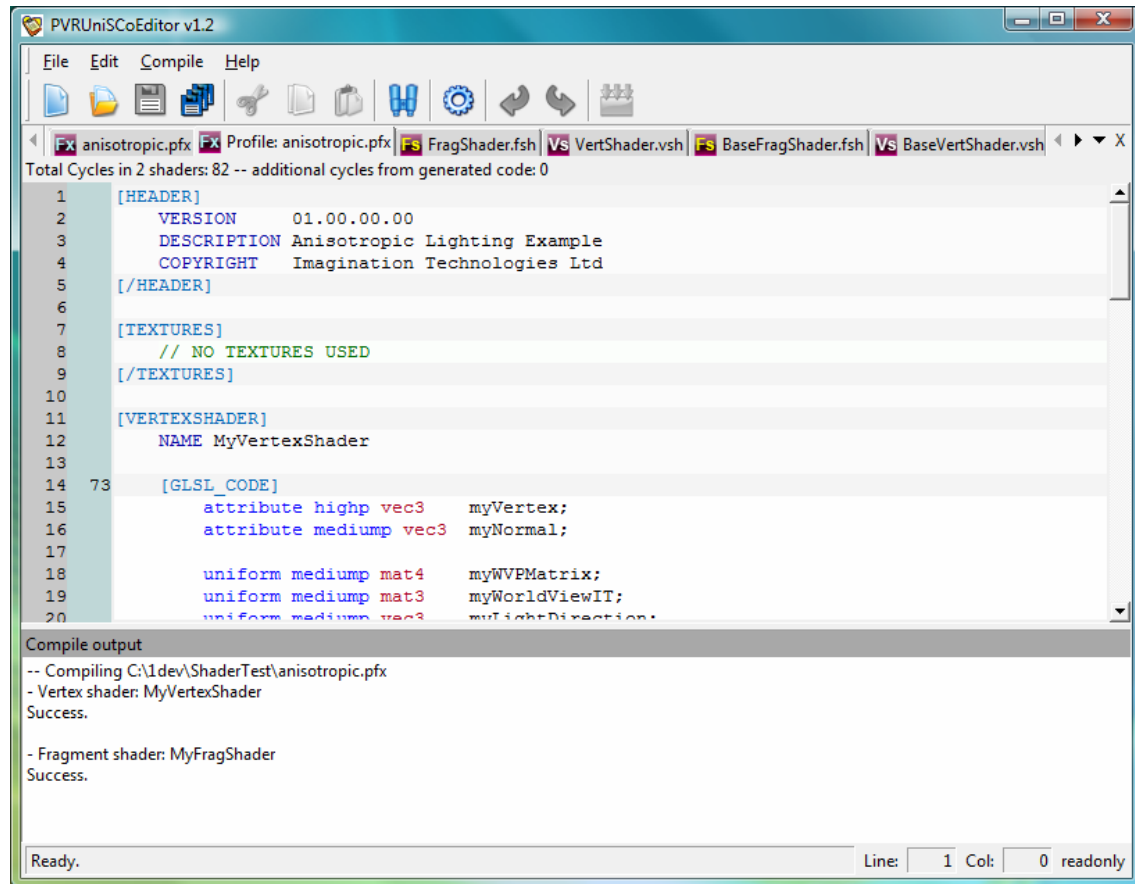 PVRUniSCoEditor v1.2
File Edit Compile Help
anisotropic.pfx Profile: anisotropic.pfx FragShader.fsh VertShader.vsh BaseFragShader.fsh BaseVertShader.vsh X
Total Cycles in 2 shaders: 82 -- additional cycles from generated code: 0
1 [HEADER]
2 VERSION 01.00.00.00
3 DESCRIPTION Anisotropic Lighting Example
4 COPYRIGHT Imagination Technologies Ltd
5 [/HEADER]
6
7 [TEXTURES]
8 // NO TEXTURES USED
9 [/TEXTURES]
10
11 [VERTEXSHADER]
12 NAME MyVertexShader
13
14 73 [GLSL_CODE]
15 attribute highp vec3 myVertex;
16 attribute mediump vec3 myNormal;
17
18 uniform mediump mat4 myWVPMatrix;
19 uniform mediump mat3 myWorldViewIT;
20 uniform mediump vec3 myLightDirection;
Compile output
-- Compiling C:\1dev\ShaderTest\anisotropic.pfx
- Vertex shader: MyVertexShader
Success.
- Fragment shader: MyFragShader
Success.
Ready. Line: 1 Col: 0 readonly